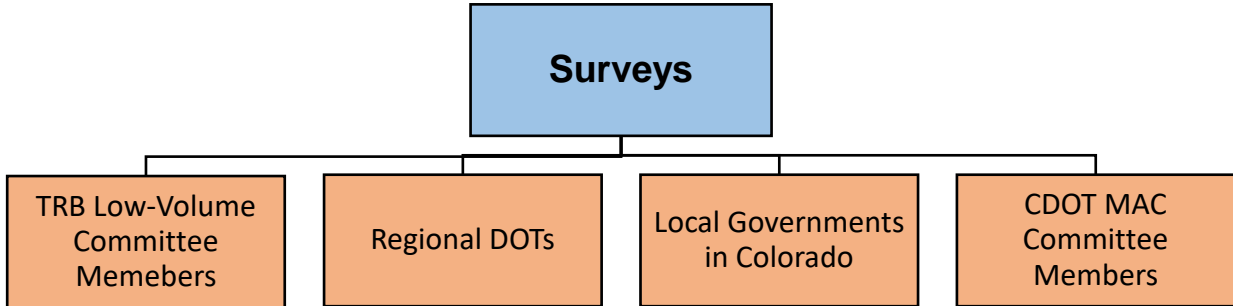 Surveys
TRB Low-Volume
Committee
Memebers
Regional DOTs
Local Governments
in Colorado
CDOT MAC
Committee
Members